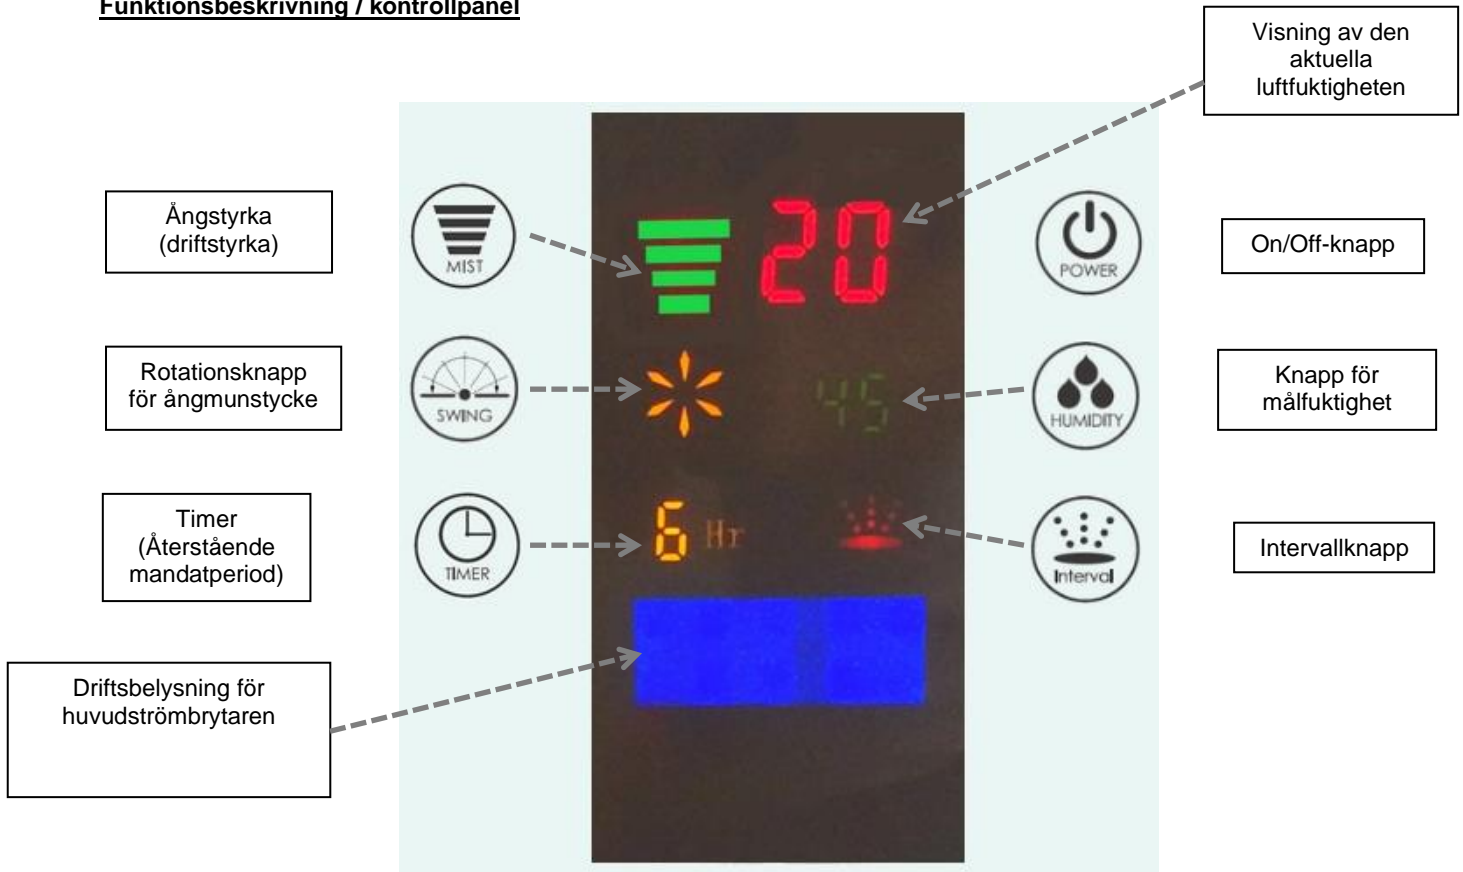 Funktionsbeskrivning / kontrollpanel
Visning av den
aktuella
luftfuktigheten
Ångstyrka
(driftstyrka)
MIST
20
POWER
On/Off-knapp
Rotationsknapp
för ångmunstycke
SWING
45
HUMIDITY
Knapp för
målfuktighet
Timer
(Återstående
mandatperiod)
TIMER
6 Hr
Interval
Intervallknapp
Driftsbelysning för
huvudströmbrytaren